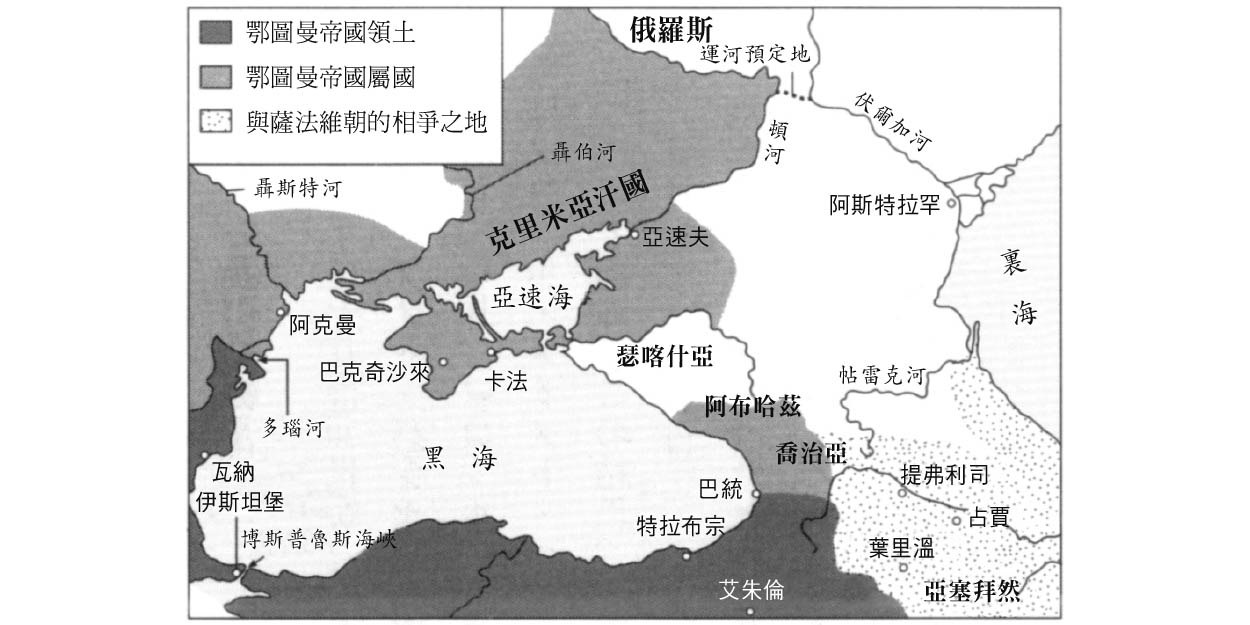 鄂圖曼帝國領土
鄂圖曼帝國屬國
與薩法維朝的相爭之地
俄羅斯
運河預定地
伏爾加河
頓河
聶伯河
聶斯特河
克里米亞汗國
阿斯特拉罕
亞速夫
裏海
亞速海
阿克曼
巴克奇沙來
卡法
瑟喀什亞
帖雷克河
多瑙河
阿布哈茲
黑海
喬治亞
瓦納
提弗利司
伊斯坦堡
巴統
占賈
特拉布宗
博斯普魯斯海峽
葉里溫
艾朱倫
亞塞拜然